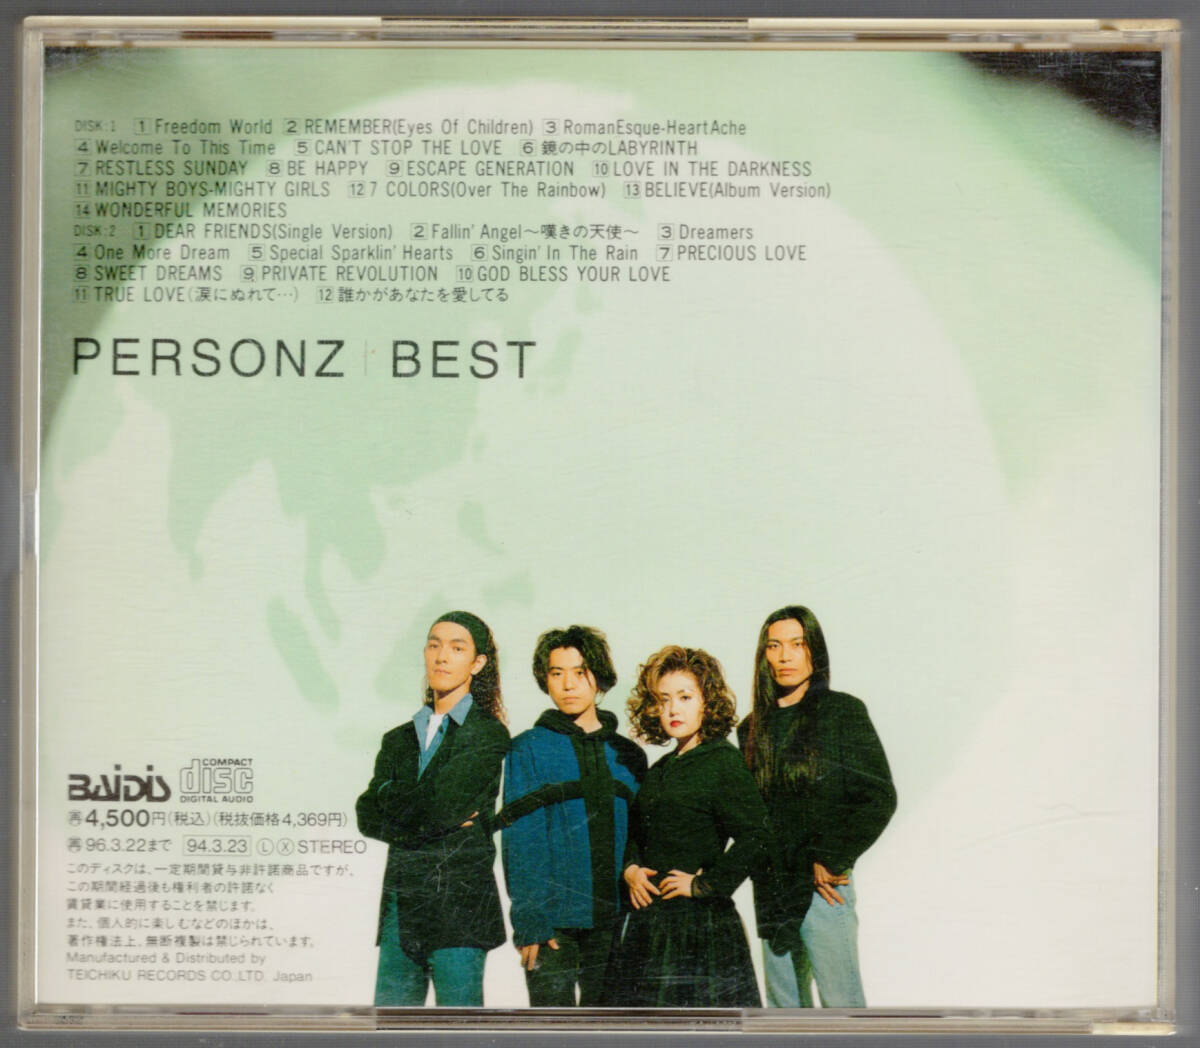 DISK:1 1 Freedom World 2 REMEMBER(Eyes Of Children) 3 RomanEsque-HeartAche
4 Welcome To This Time 5 CAN'T STOP THE LOVE 6 鏡の中のLABYRINTH
7 RESTLESS SUNDAY 8 BE HAPPY 9 ESCAPE GENERATION 10 LOVE IN THE DARKNESS
11 MIGHTY BOYS-MIGHTY GIRLS 12 7 COLORS(Over The Rainbow) 13 BELIEVE(Album Version)
14 WONDERFUL MEMORIES
DISK:2 1 DEAR FRIENDS(Single Version) 2 Fallin' Angel〜嘆きの天使〜 3 Dreamers
4 One More Dream 5 Special Sparklin' Hearts 6 Singin' In The Rain 7 PRECIOUS LOVE
8 SWEET DREAMS 9 PRIVATE REVOLUTION 10 GOD BLESS YOUR LOVE
11 TRUE LOVE(涙にぬれて…) 12 誰かがあなたを愛してる
PERSONZ | BEST
BAIDIS COMPACT disc DIGITAL AUDIO
再 4,500円(税込)(税抜価格4,369円)
再 96.3.22まで 94.3.23 L X STEREO
このディスクは、一定期間貸与非許諾商品ですが、
この期間経過後も権利者の許諾なく
賃貸業に使用することを禁じます。
また、個人的に楽しむなどのほかは、
著作権法上、無断複製は禁じられています。
Manufactured & Distributed by
TEICHIKU RECORDS CO.,LTD. Japan